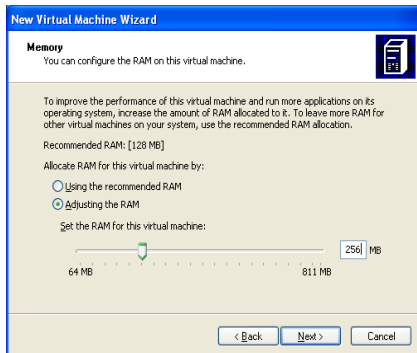 New Virtual Machine Wizard
Memory
You can configure the RAM on this virtual machine.
To improve the performance of this virtual machine and run more applications on its
operating system, increase the amount of RAM allocated to it. To leave more RAM for
other virtual machines on your system, use the recommended RAM allocation.
Recommended RAM: [128 MB]
Allocate RAM for this virtual machine by:
Using the recommended RAM
Adjusting the RAM
Set the RAM for this virtual machine:
256 MB
64 MB 811 MB
< Back Next > Cancel